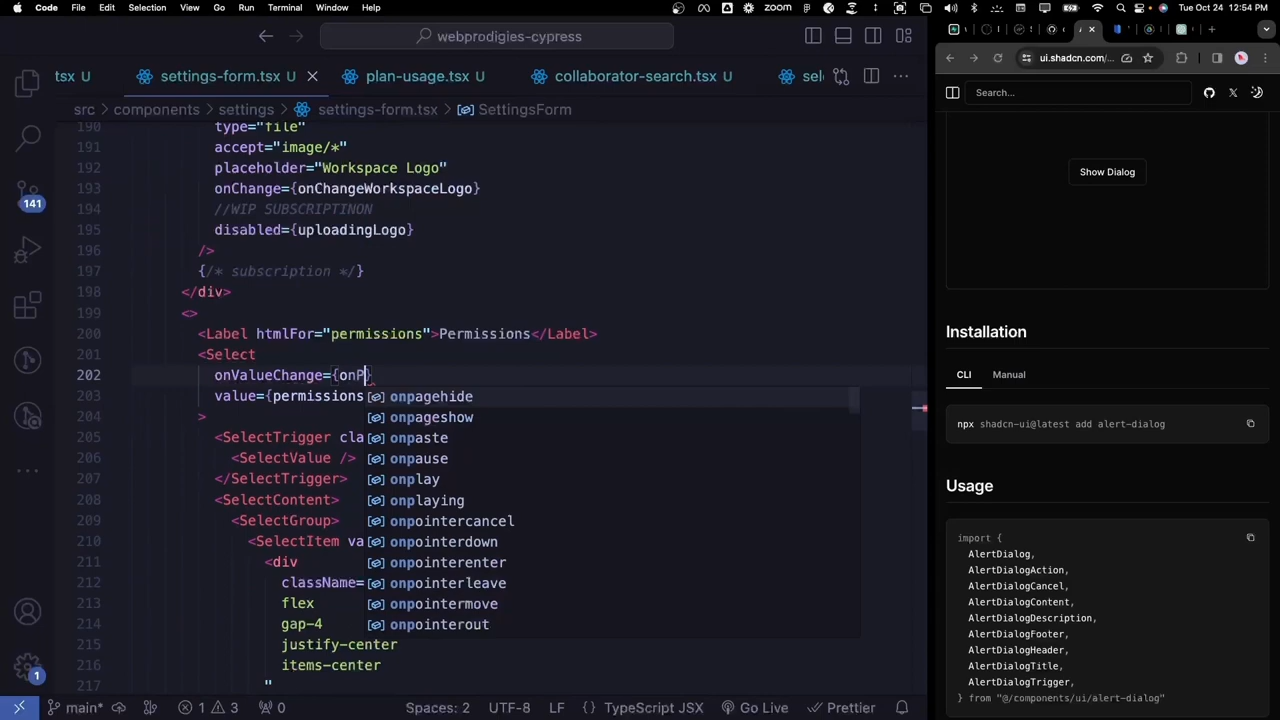 Code File Edit Selection View Go Run Terminal Window Help
zoom
Tue Oct 24 12:54 PM
webprodigies-cypress
tsx U
settings-form.tsx U
plan-usage.tsx U
collaborator-search.tsx U
sel
src > components > settings > settings-form.tsx > SettingsForm
190 type="file"
191 accept="image/*"
192 placeholder="Workspace Logo"
193 onChange={onChangeWorkspaceLogo}
194 //WIP SUBSCRIPTINON
195 disabled={uploadingLogo}
196 />
197 {/* subscription */}
198 </div>
199 <>
200 <Label htmlFor="permissions">Permissions</Label>
201 <Select
202 onValueChange={onP}
203 value={permissions
204 >
205 <SelectTrigger cla
206 <SelectValue />
207 </SelectTrigger>
208 <SelectContent>
209 <SelectGroup>
210 <SelectItem va
211 <div
212 className=
213 flex
214 gap-4
215 justify-center
216 items-center
217 "
onpagehide
onpageshow
onpaste
onpause
onplay
onplaying
onpointercancel
onpointerdown
onpointerenter
onpointerleave
onpointermove
onpointerout
141
1
main*
1 3
0
Spaces: 2
UTF-8
LF
{} TypeScript JSX
Go Live
Prettier
ui.shadcn.com/...
Search...
Show Dialog
Installation
CLI Manual
npx shadcn-ui@latest add alert-dialog
Usage
import {
AlertDialog,
AlertDialogAction,
AlertDialogCancel,
AlertDialogContent,
AlertDialogDescription,
AlertDialogFooter,
AlertDialogHeader,
AlertDialogTitle,
AlertDialogTrigger,
} from "@/components/ui/alert-dialog"